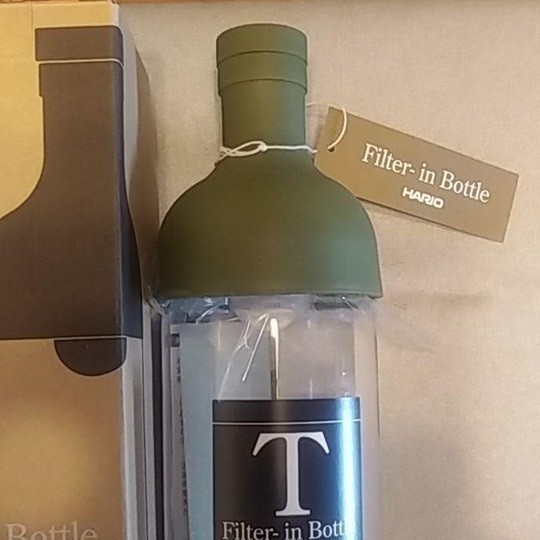 Filter- in Bottle
HARIO
T
Filter- in Bottle
Bottle